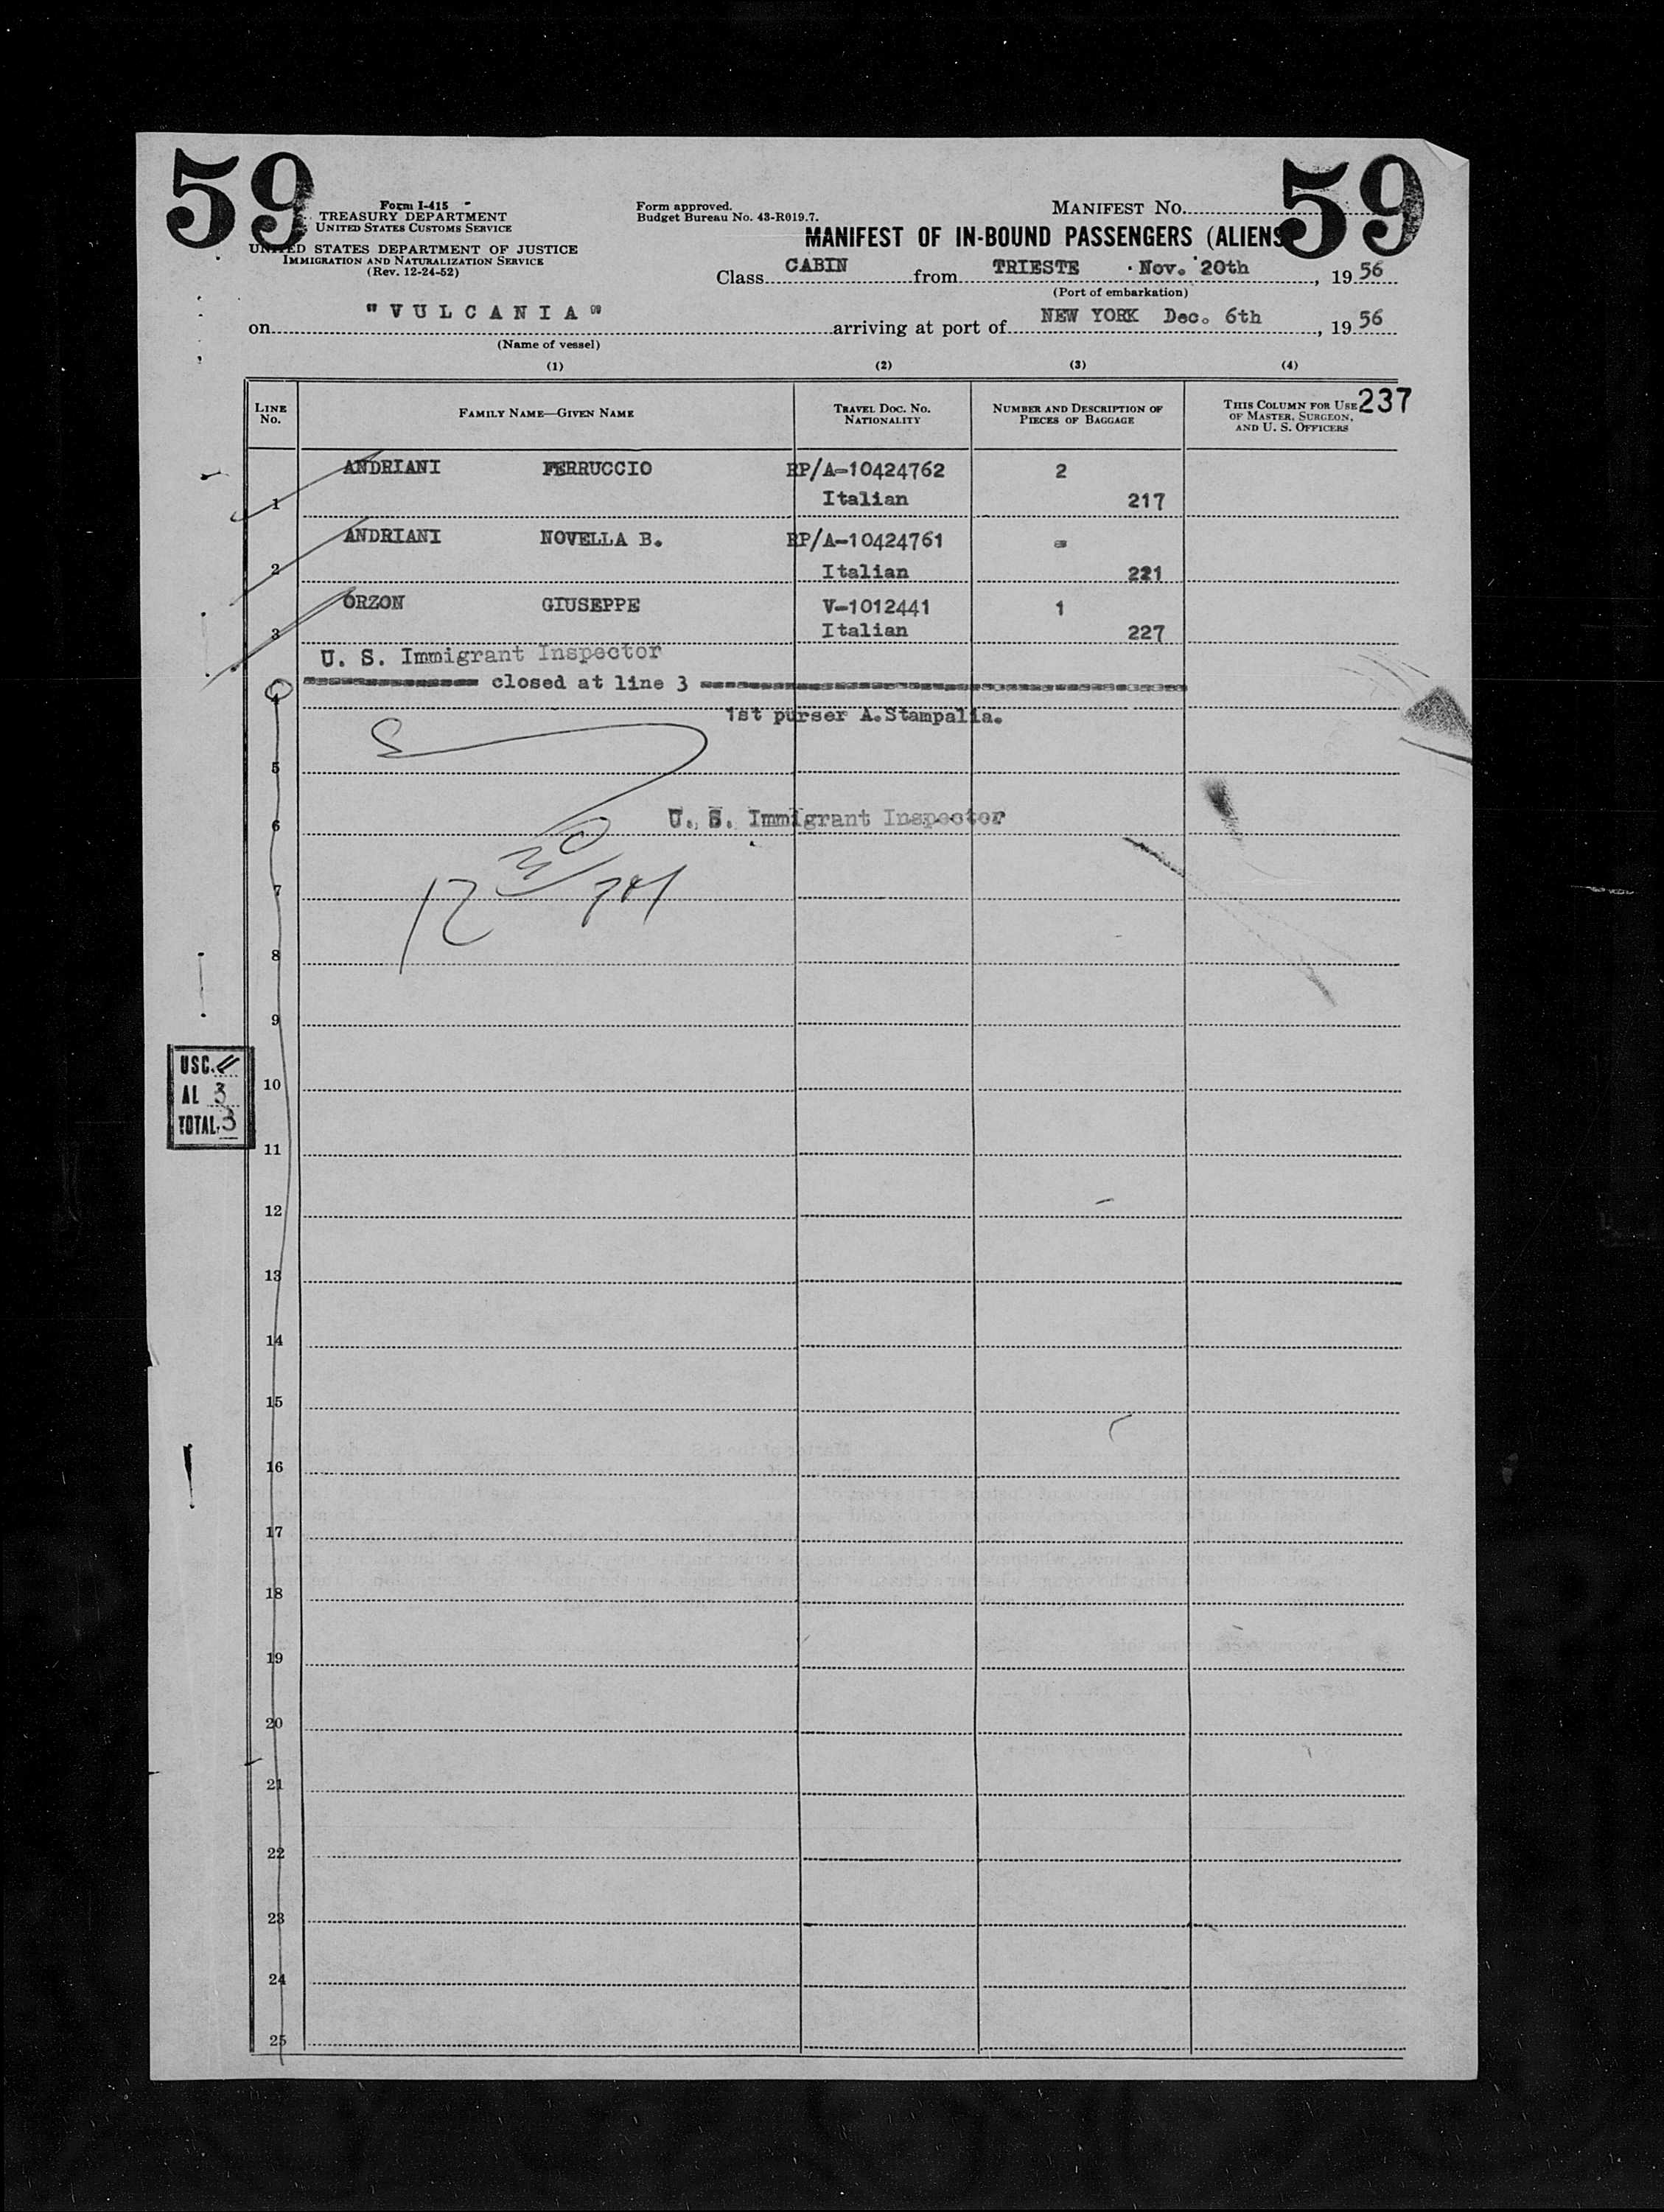 59
59
Form I-415
TREASURY DEPARTMENT
UNITED STATES CUSTOMS SERVICE
UNITED STATES DEPARTMENT OF JUSTICE
IMMIGRATION AND NATURALIZATION SERVICE
(Rev. 12-24-52)
Form approved.
Budget Bureau No. 43-R019.7.
MANIFEST NO.
MANIFEST OF IN-BOUND PASSENGERS (ALIENS
Class CABIN from TRIESTE Nov. 20th, 19 56
(Port of embarkation)
on "VULCANIA" arriving at port of NEW YORK Dec. 6th, 19 56
(Name of vessel)
(1) (2) (3) (4)
LINE NO. FAMILY NAME—GIVEN NAME TRAVEL DOC. NO. NATIONALITY NUMBER AND DESCRIPTION OF PIECES OF BAGGAGE THIS COLUMN FOR USE OF MASTER, SURGEON, AND U. S. OFFICERS 237
ANDRIANI FERRUCCIO RP/A-10424762 2
1 Italian 217
ANDRIANI NOVELLA B. RP/A-10424761 -
2 Italian 221
ORZON GIUSEPPE V-1012441 1
3 Italian 227
U. S. Immigrant Inspector
closed at line 3
4
1st purser A.Stampalia.
5
U. S. Immigrant Inspector
6
7
8
9
USC.
AL 3
TOTAL. 3
10
11
12
13
14
15
16
17
18
19
20
21
22
23
24
25